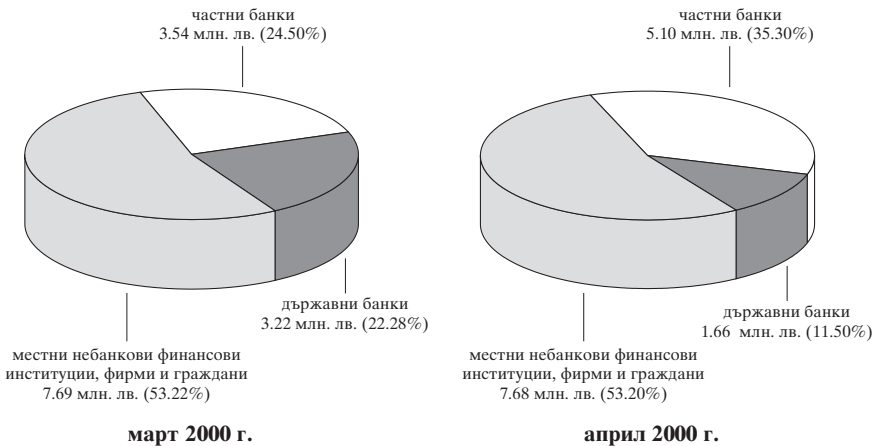 частни банки
3.54 млн. лв. (24.50%)
държавни банки
3.22 млн. лв. (22.28%)
местни небанкови финансови
институции, фирми и граждани
7.69 млн. лв. (53.22%)
март 2000 г.
частни банки
5.10 млн. лв. (35.30%)
държавни банки
1.66 млн. лв. (11.50%)
местни небанкови финансови
институции, фирми и граждани
7.68 млн. лв. (53.20%)
април 2000 г.